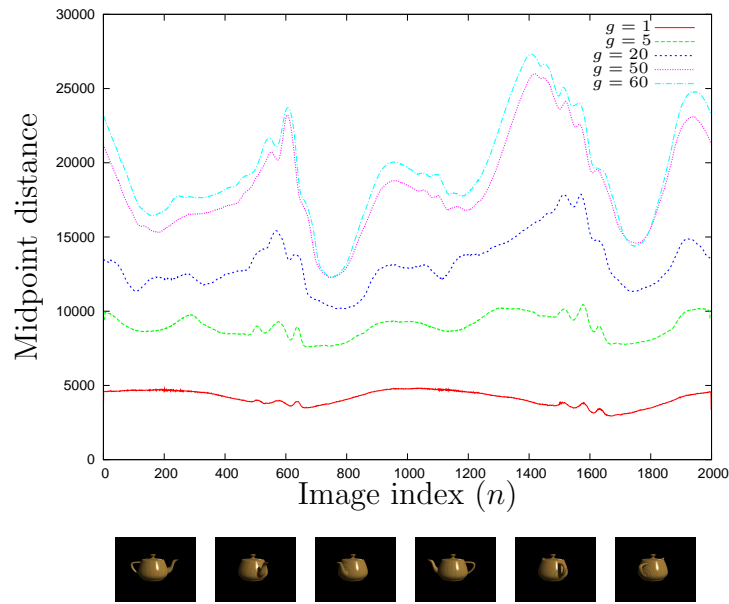 30000
25000
20000
15000
10000
5000
0
Midpoint distance
g = 1
g = 5
g = 20
g = 50
g = 60
0 200 400 600 800 1000 1200 1400 1600 1800 2000
Image index (n)